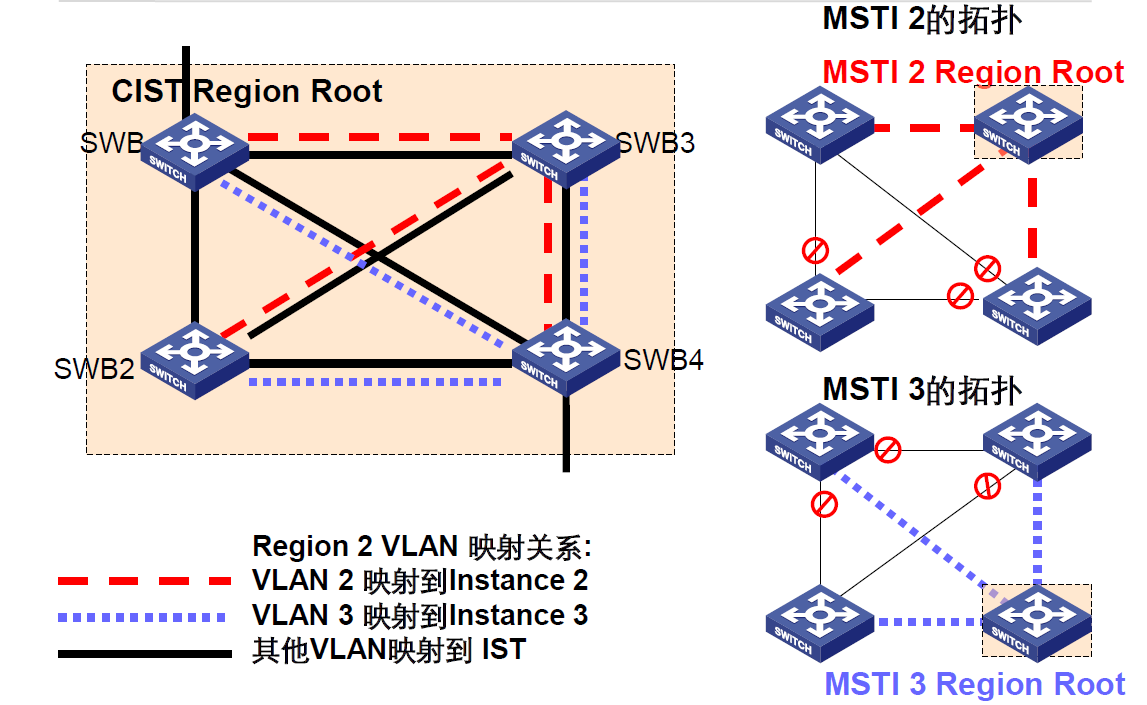 MSTI 2的拓扑
MSTI 2 Region Root
CIST Region Root
SWB
SWB3
SWITCH
SWITCH
SWITCH
SWITCH
SWB2
SWB4
SWITCH
SWITCH
SWITCH
SWITCH
MSTI 3的拓扑
SWITCH
SWITCH
SWITCH
SWITCH
MSTI 3 Region Root
Region 2 VLAN 映射关系:
VLAN 2 映射到Instance 2
VLAN 3 映射到Instance 3
其他VLAN映射到 IST